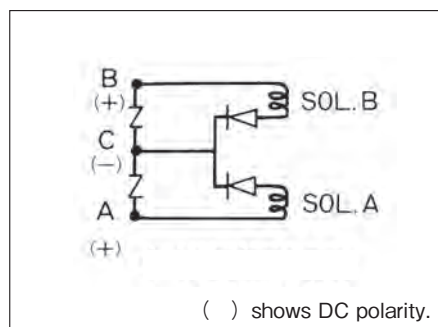 B
(+)
SOL. B
C
(−)
A
SOL. A
(+)
( ) shows DC polarity.